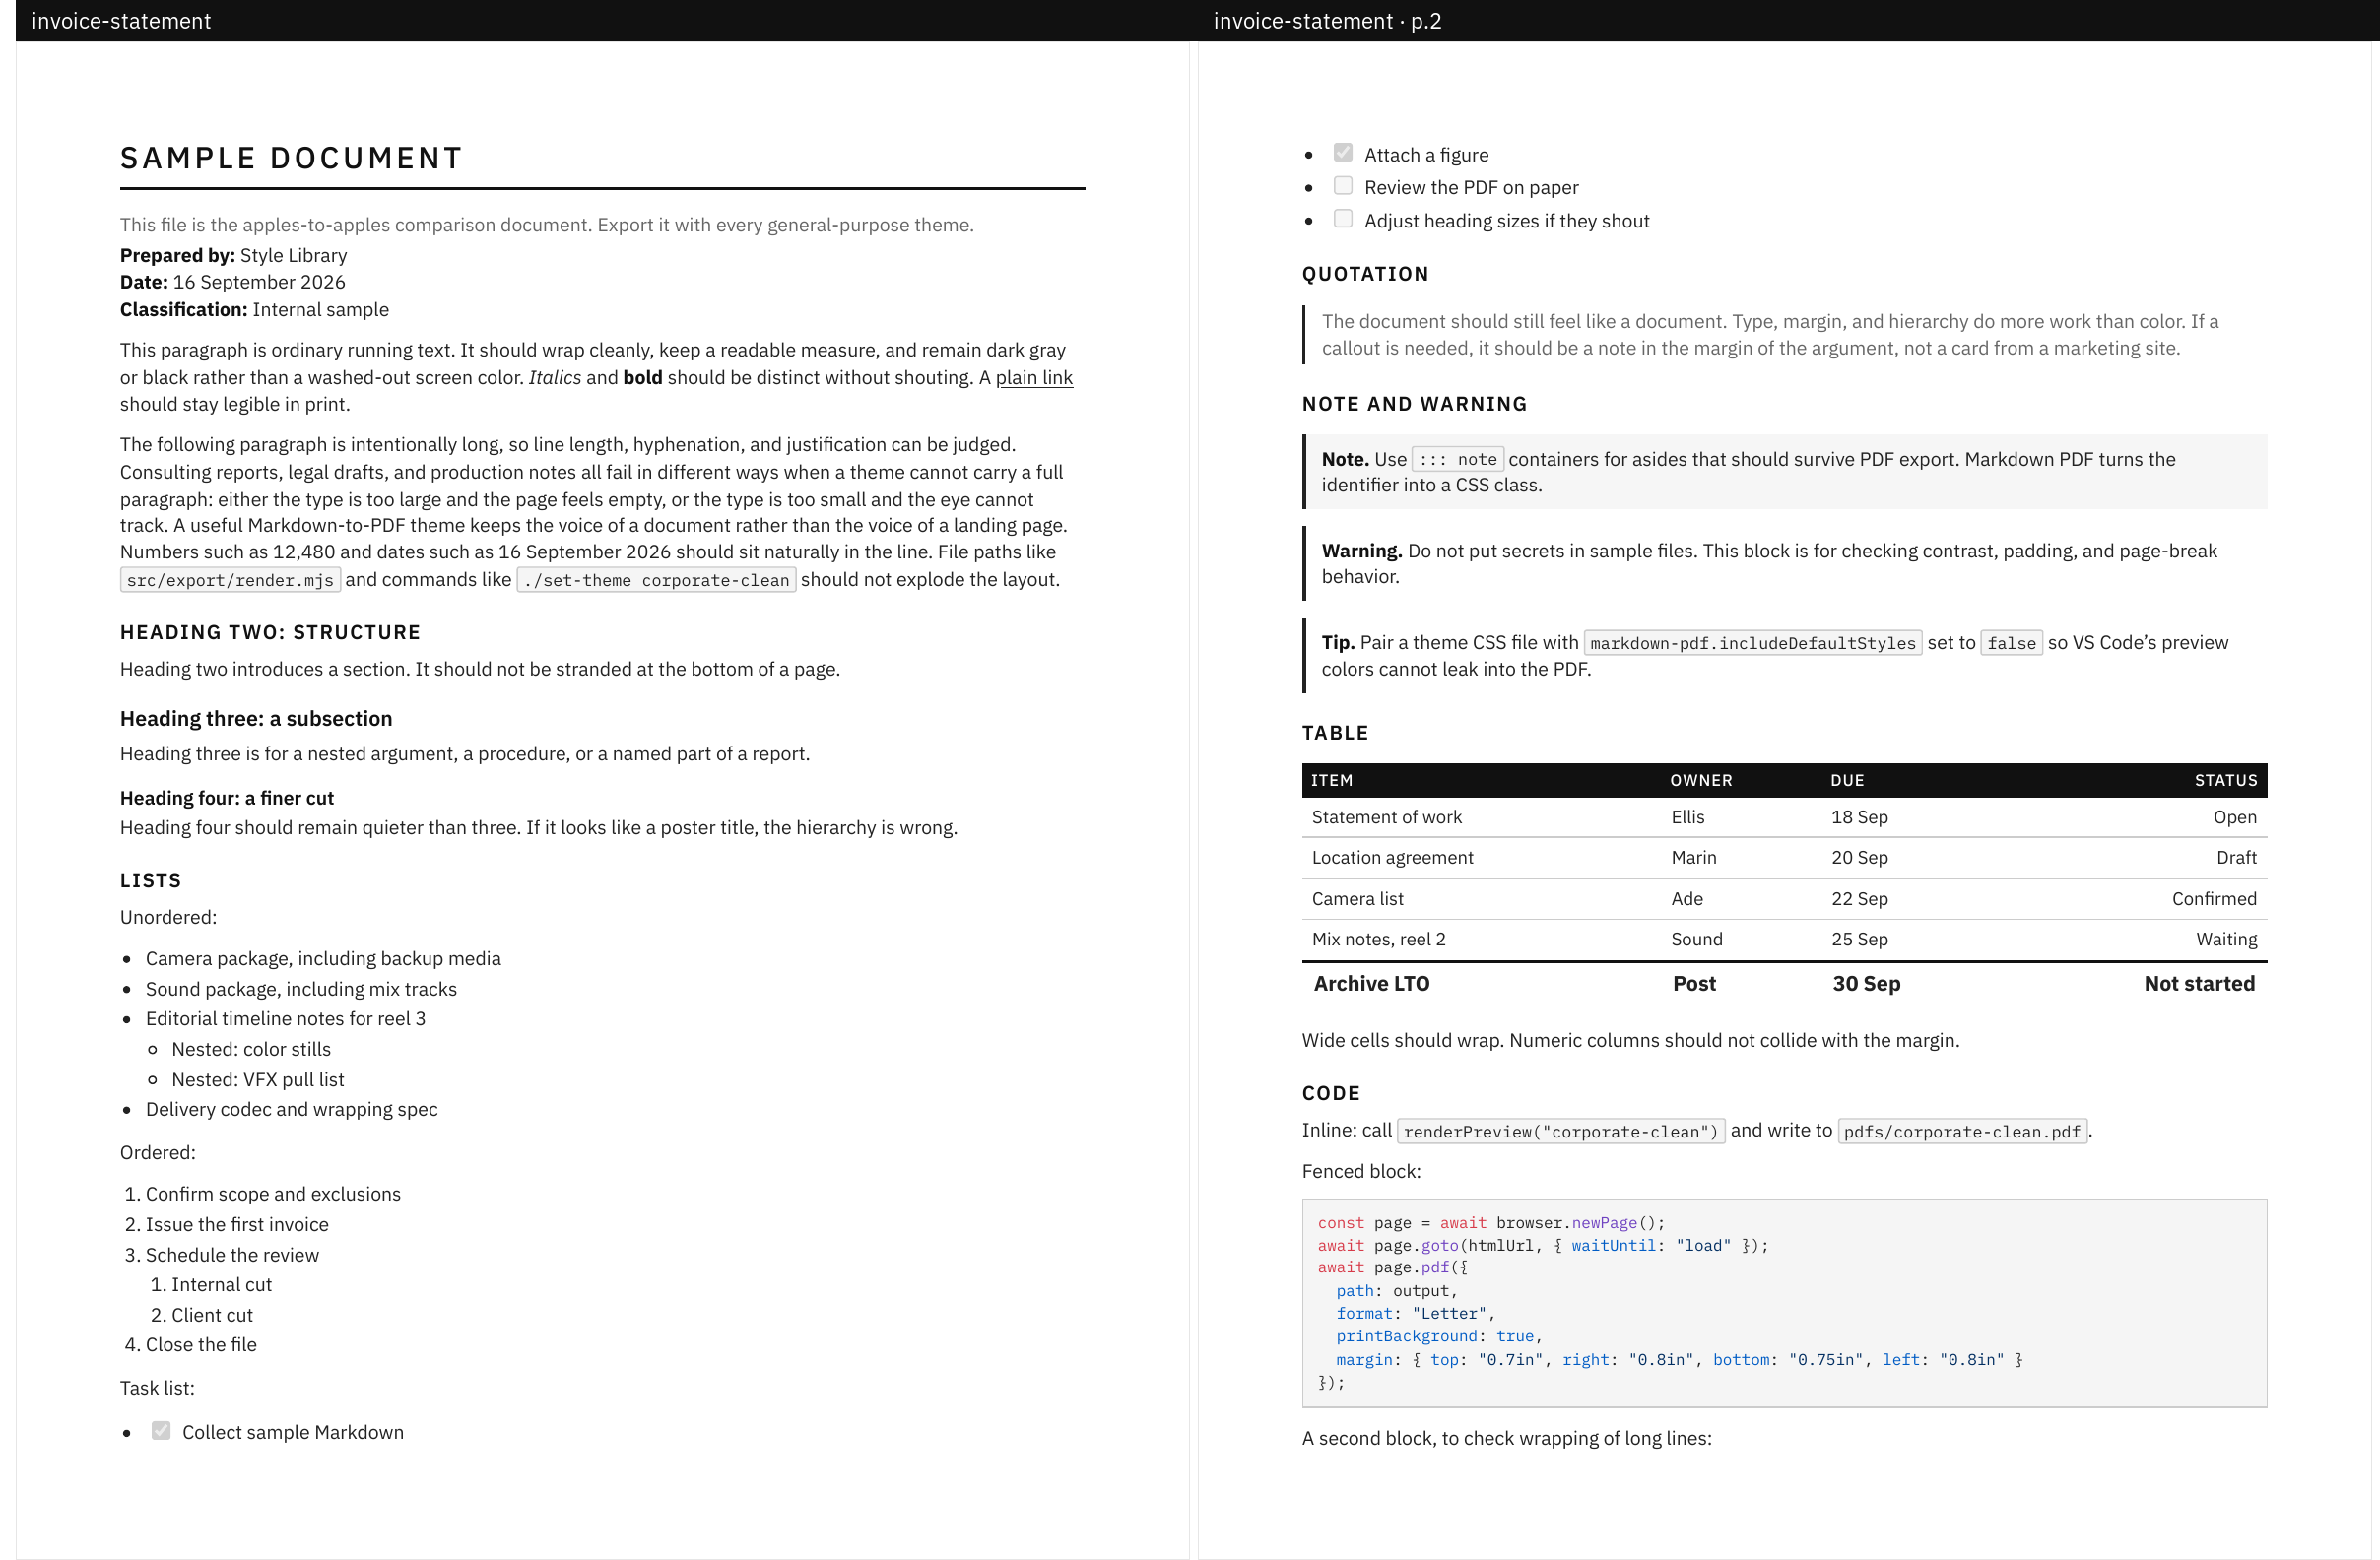 invoice-statement
SAMPLE DOCUMENT
This file is the apples-to-apples comparison document. Export it with every general-purpose theme.
Prepared by: Style Library
Date: 16 September 2026
Classification: Internal sample
This paragraph is ordinary running text. It should wrap cleanly, keep a readable measure, and remain dark gray
or black rather than a washed-out screen color. Italics and bold should be distinct without shouting. A plain link
should stay legible in print.
The following paragraph is intentionally long, so line length, hyphenation, and justification can be judged.
Consulting reports, legal drafts, and production notes all fail in different ways when a theme cannot carry a full
paragraph: either the type is too large and the page feels empty, or the type is too small and the eye cannot
track. A useful Markdown-to-PDF theme keeps the voice of a document rather than the voice of a landing page.
Numbers such as 12,480 and dates such as 16 September 2026 should sit naturally in the line. File paths like
src/export/render.mjs and commands like ./set-theme corporate-clean should not explode the layout.
HEADING TWO: STRUCTURE
Heading two introduces a section. It should not be stranded at the bottom of a page.
Heading three: a subsection
Heading three is for a nested argument, a procedure, or a named part of a report.
Heading four: a finer cut
Heading four should remain quieter than three. If it looks like a poster title, the hierarchy is wrong.
LISTS
Unordered:
• Camera package, including backup media
• Sound package, including mix tracks
• Editorial timeline notes for reel 3
◦ Nested: color stills
◦ Nested: VFX pull list
• Delivery codec and wrapping spec
Ordered:
1. Confirm scope and exclusions
2. Issue the first invoice
3. Schedule the review
1. Internal cut
2. Client cut
4. Close the file
Task list:
• Collect sample Markdown
invoice-statement · p.2
• Attach a figure
• Review the PDF on paper
• Adjust heading sizes if they shout
QUOTATION
The document should still feel like a document. Type, margin, and hierarchy do more work than color. If a
callout is needed, it should be a note in the margin of the argument, not a card from a marketing site.
NOTE AND WARNING
Note. Use ::: note containers for asides that should survive PDF export. Markdown PDF turns the
identifier into a CSS class.
Warning. Do not put secrets in sample files. This block is for checking contrast, padding, and page-break
behavior.
Tip. Pair a theme CSS file with markdown-pdf.includeDefaultStyles set to false so VS Code’s preview
colors cannot leak into the PDF.
TABLE
ITEM OWNER DUE STATUS
Statement of work Ellis 18 Sep Open
Location agreement Marin 20 Sep Draft
Camera list Ade 22 Sep Confirmed
Mix notes, reel 2 Sound 25 Sep Waiting
Archive LTO Post 30 Sep Not started
Wide cells should wrap. Numeric columns should not collide with the margin.
CODE
Inline: call renderPreview("corporate-clean") and write to pdfs/corporate-clean.pdf.
Fenced block:
const page = await browser.newPage();
await page.goto(htmlUrl, { waitUntil: "load" });
await page.pdf({
  path: output,
  format: "Letter",
  printBackground: true,
  margin: { top: "0.7in", right: "0.8in", bottom: "0.75in", left: "0.8in" }
});
A second block, to check wrapping of long lines: